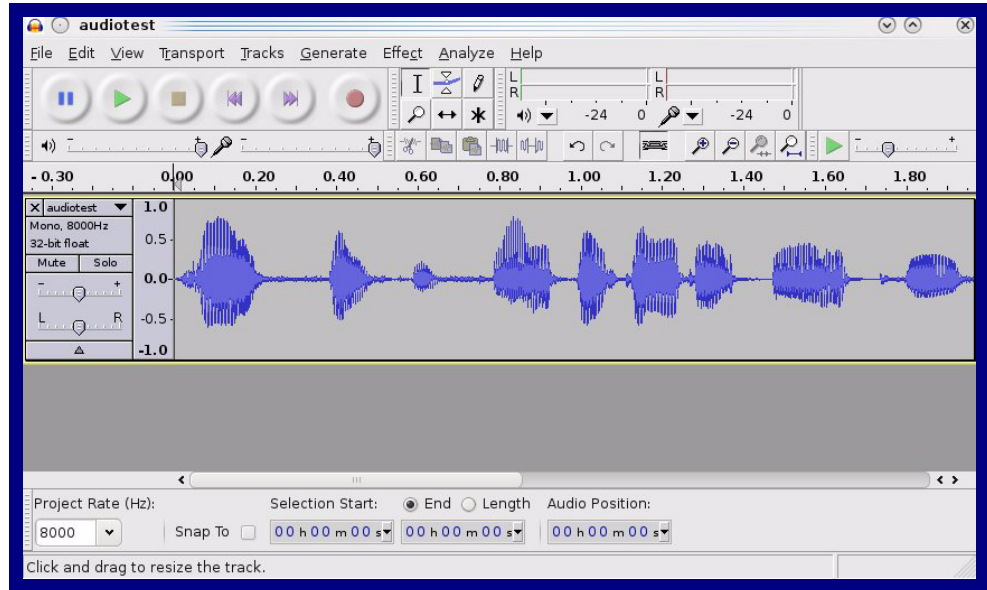 audiotest
File Edit View Transport Tracks Generate Effect Analyze Help
L
R
-24 0
L
R
-24 0
- 0.30 0.00 0.20 0.40 0.60 0.80 1.00 1.20 1.40 1.60 1.80
X audiotest
Mono, 8000Hz
32-bit float
Mute Solo
- +
L R
1.0
0.5
0.0
-0.5
-1.0
Project Rate (Hz): Selection Start: End Length Audio Position:
8000 Snap To 00 h 00 m 00 s 00 h 00 m 00 s 00 h 00 m 00 s
Click and drag to resize the track.